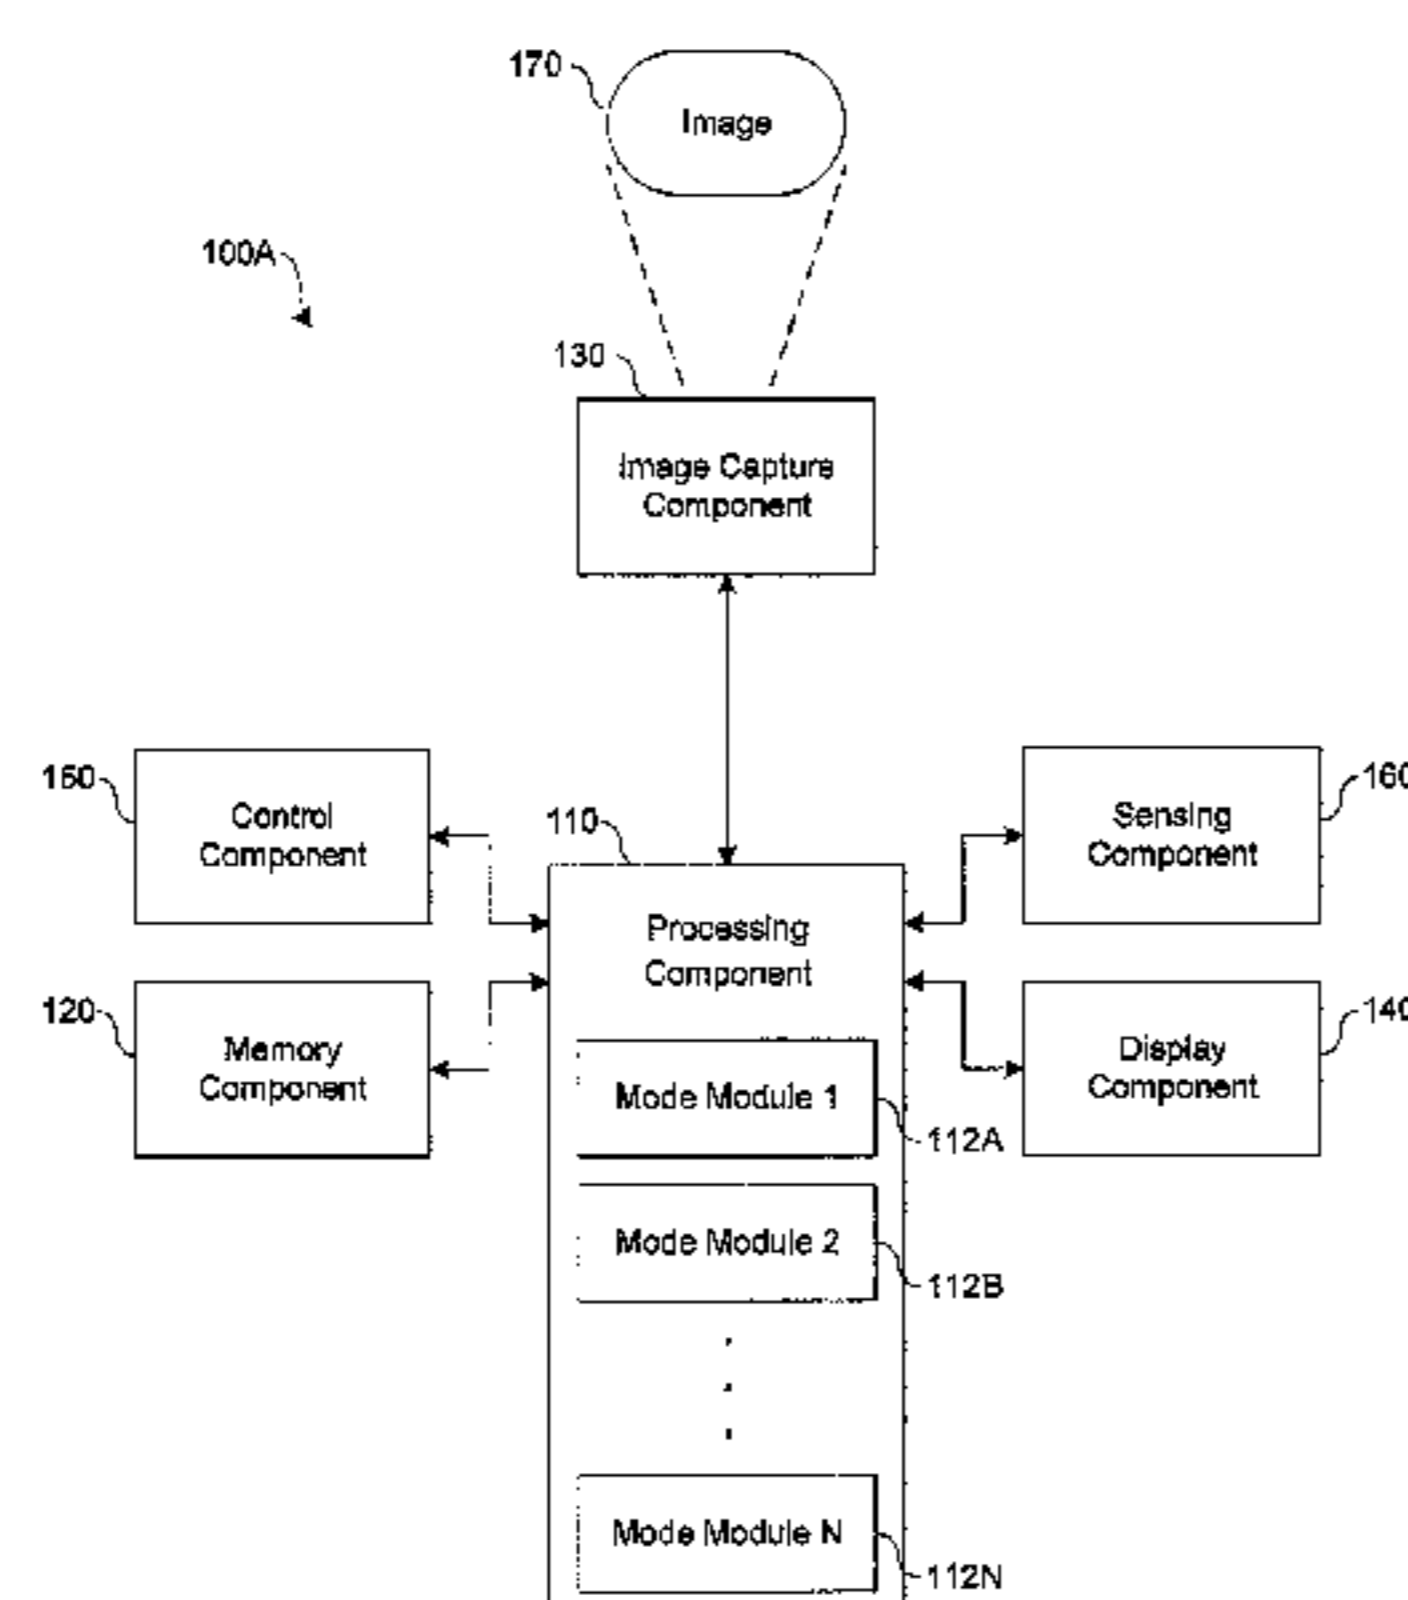 170
Image
100A
130
Image Capture
Component
150
Control
Component
110
Sensing
Component
160
Processing
Component
120
Memory
Component
Display
Component
140
Mode Module 1
112A
Mode Module 2
112B
Mode Module N
112N